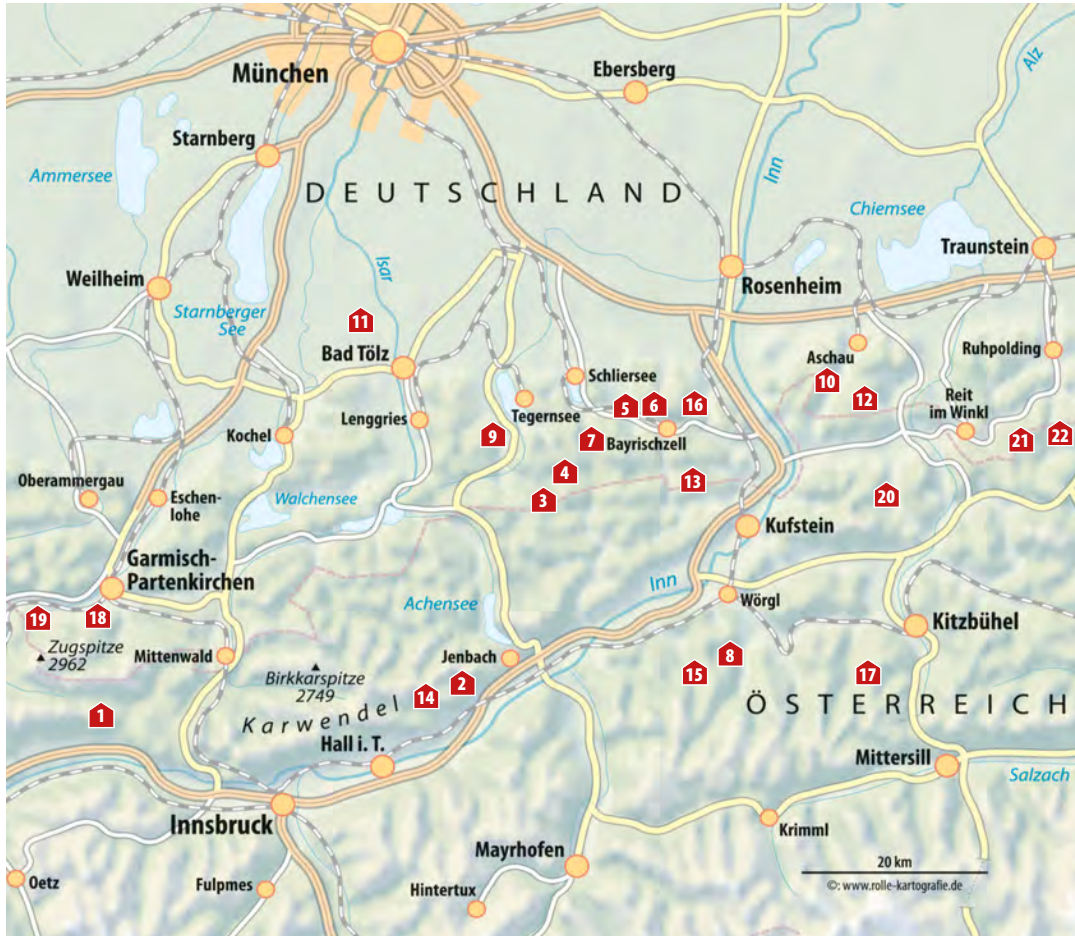 München
Ebersberg
Alz
Starnberg
Ammersee
Inn
DEUTSCHLAND
Chiemsee
Traunstein
Isar
Weilheim
Rosenheim
Starnberger
See
11
Bad Tölz
Aschau
Ruhpolding
Schliersee
10
Tegernsee
5
6
16
12
Reit
im Winkl
Lenggries
Kochel
9
7
Bayrischzell
21
22
4
13
Oberammergau
Eschen-
lohe
Walchensee
3
20
Kufstein
Garmisch-
Partenkirchen
Inn
Achensee
Wörgl
19
18
Kitzbühel
Zugspitze
2962
Mittenwald
Jenbach
8
Birkkarspitze
2749
2
15
17
14
1
Karwendel
ÖSTERREICH
Hall i. T.
Mittersill
Salzach
Innsbruck
Krimml
Mayrhofen
20 km
Oetz
Fulpmes
Hintertux
©: www.rolle-kartografie.de